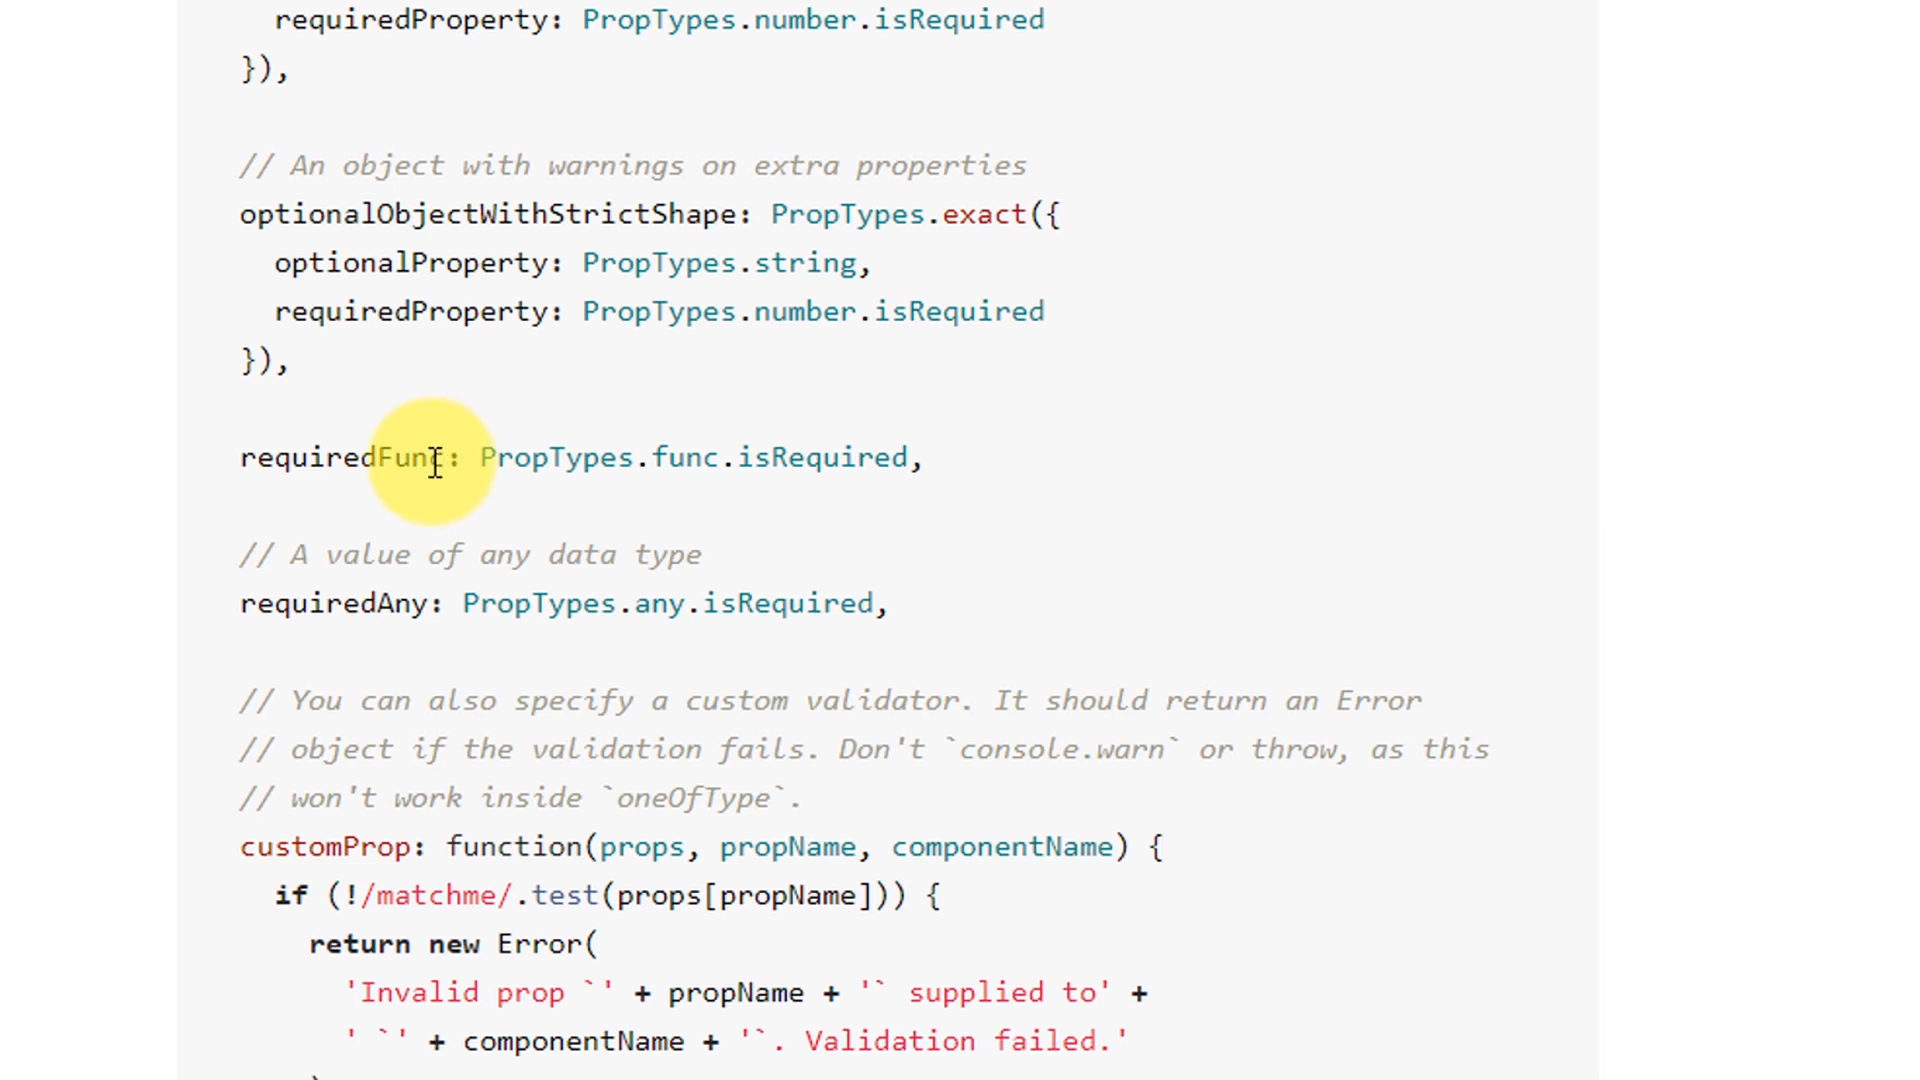 requiredProperty: PropTypes.number.isRequired
}),
// An object with warnings on extra properties
optionalObjectWithStrictShape: PropTypes.exact({
optionalProperty: PropTypes.string,
requiredProperty: PropTypes.number.isRequired
}),
requiredFunc: PropTypes.func.isRequired,
// A value of any data type
requiredAny: PropTypes.any.isRequired,
// You can also specify a custom validator. It should return an Error
// object if the validation fails. Don't `console.warn` or throw, as this
// won't work inside `oneOfType`.
customProp: function(props, propName, componentName) {
if (!/matchme/.test(props[propName])) {
return new Error(
'Invalid prop `' + propName + '` supplied to' +
' `' + componentName + '`. Validation failed.'